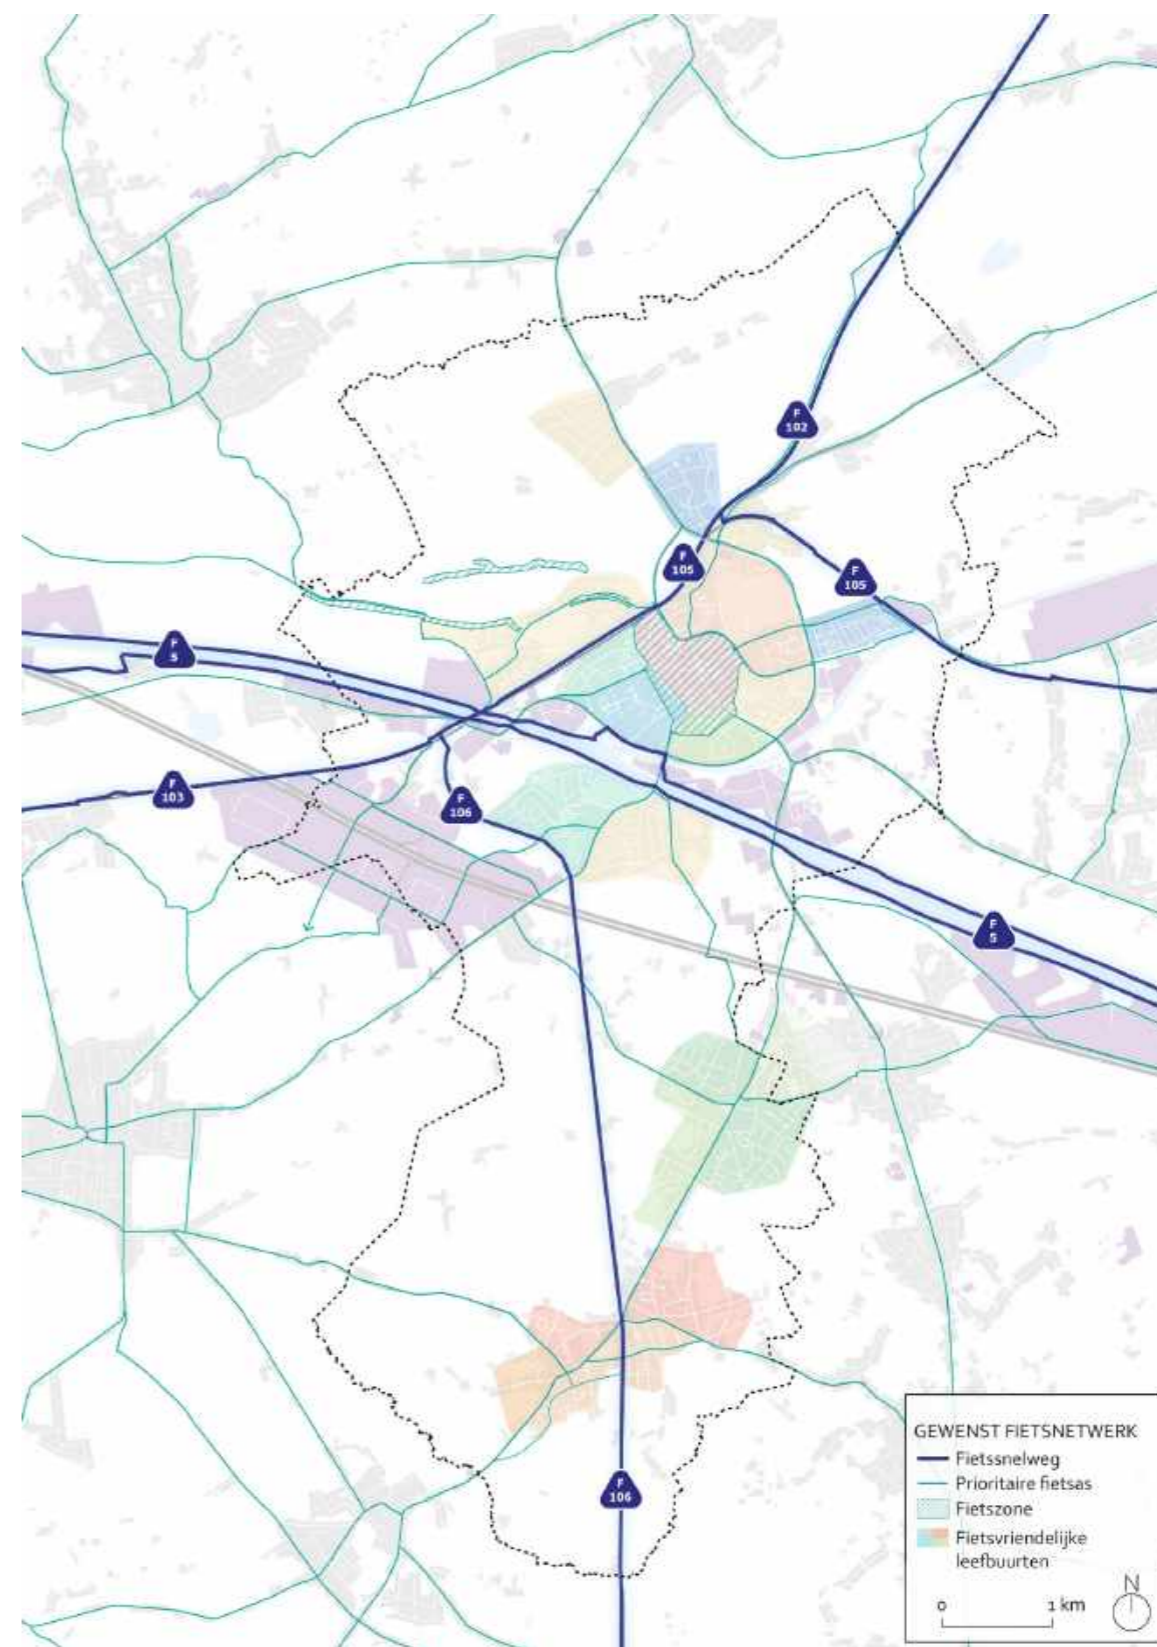 F
102
F
105
F
105
F
5
F
103
F
106
F
5
F
106
GEWENST FIETSNETWERK
Fietssnelweg
Prioritaire fietsas
Fietszone
Fietsvriendelijke
leefbuurten
0 1 km
N